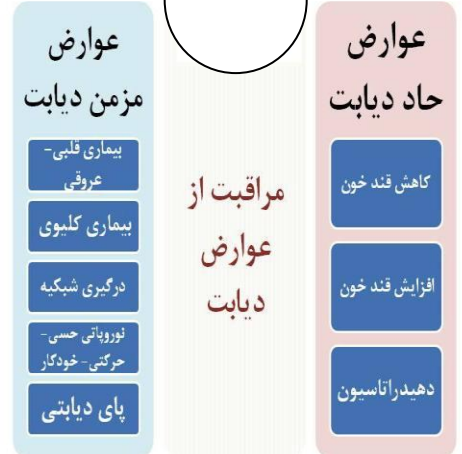 عوارض
حاد دیابت
کاهش قند خون
افزایش قند خون
دهیدراتاسیون
مراقبت از
عوارض
دیابت
عوارض
مزمن دیابت
بیماری قلبی-
عروقی
بیماری کلیوی
درگیری شبکیه
نوروپاتی حسی-
حرکتی- خودکار
پای دیابتی